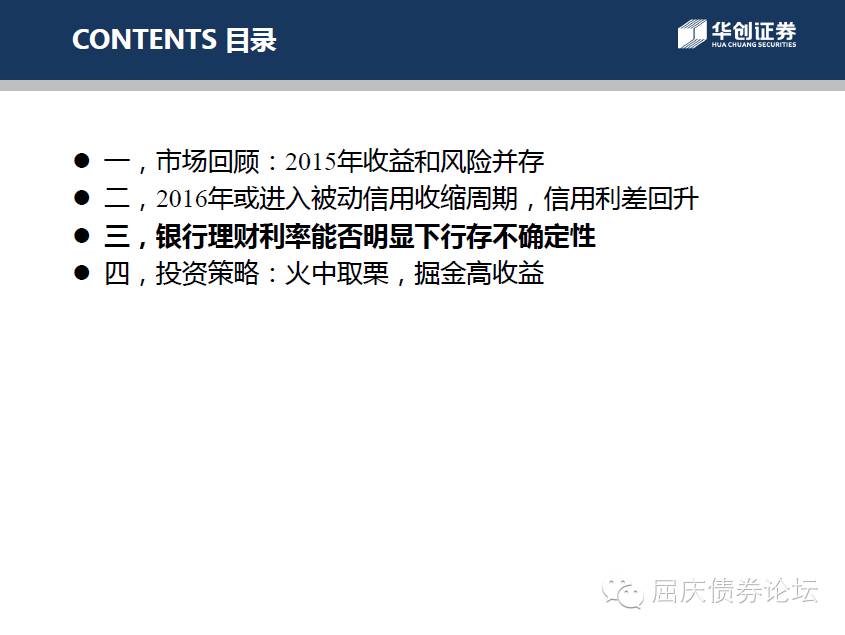 CONTENTS 目录
华创证券
HUA CHUANG SECURITIES
● 一，市场回顾：2015年收益和风险并存
● 二，2016年或进入被动信用收缩周期，信用利差回升
● 三，银行理财利率能否明显下行存不确定性
● 四，投资策略：火中取栗，掘金高收益
屈庆债券论坛